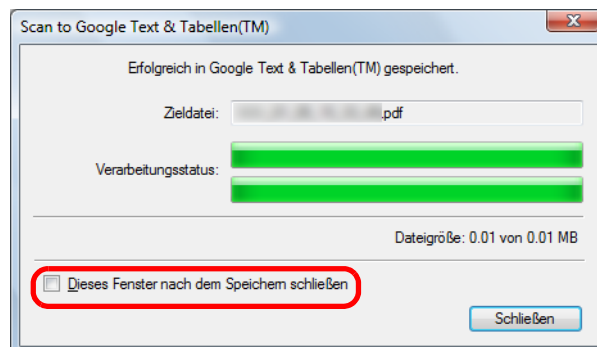 Scan to Google Text & Tabellen(TM)
Erfolgreich in Google Text & Tabellen(TM) gespeichert.
Zieldatei: .pdf
Verarbeitungsstatus:
Dateigröße: 0.01 von 0.01 MB
Dieses Fenster nach dem Speichern schließen
Schließen